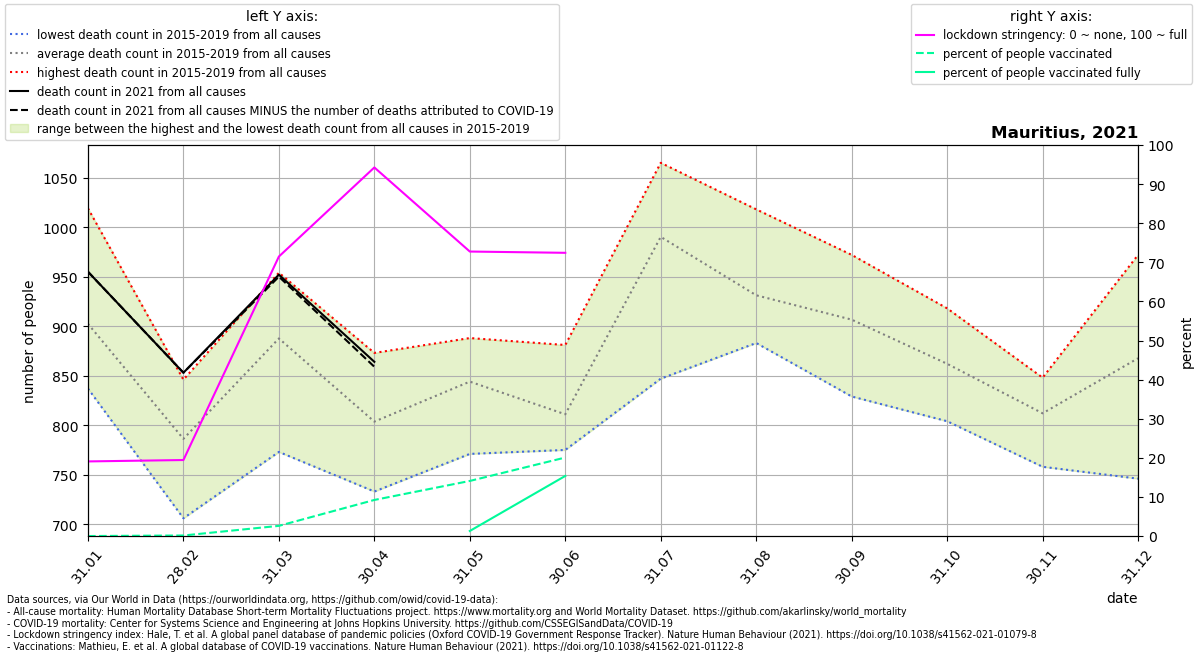 left Y axis:
lowest death count in 2015-2019 from all causes
average death count in 2015-2019 from all causes
highest death count in 2015-2019 from all causes
death count in 2021 from all causes
death count in 2021 from all causes MINUS the number of deaths attributed to COVID-19
range between the highest and the lowest death count from all causes in 2015-2019
right Y axis:
lockdown stringency: 0 ~ none, 100 ~ full
percent of people vaccinated
percent of people vaccinated fully
Mauritius, 2021
number of people
1050
1000
950
900
850
800
750
700
100
90
80
70
60
50
40
30
20
10
0
percent
31.01
28.02
31.03
30.04
31.05
30.06
31.07
31.08
30.09
31.10
30.11
31.12
date
Data sources, via Our World in Data (https://ourworldindata.org, https://github.com/owid/covid-19-data):
- All-cause mortality: Human Mortality Database Short-term Mortality Fluctuations project. https://www.mortality.org and World Mortality Dataset. https://github.com/akarlinsky/world_mortality
- COVID-19 mortality: Center for Systems Science and Engineering at Johns Hopkins University. https://github.com/CSSEGISandData/COVID-19
- Lockdown stringency index: Hale, T. et al. A global panel database of pandemic policies (Oxford COVID-19 Government Response Tracker). Nature Human Behaviour (2021). https://doi.org/10.1038/s41562-021-01079-8
- Vaccinations: Mathieu, E. et al. A global database of COVID-19 vaccinations. Nature Human Behaviour (2021). https://doi.org/10.1038/s41562-021-01122-8